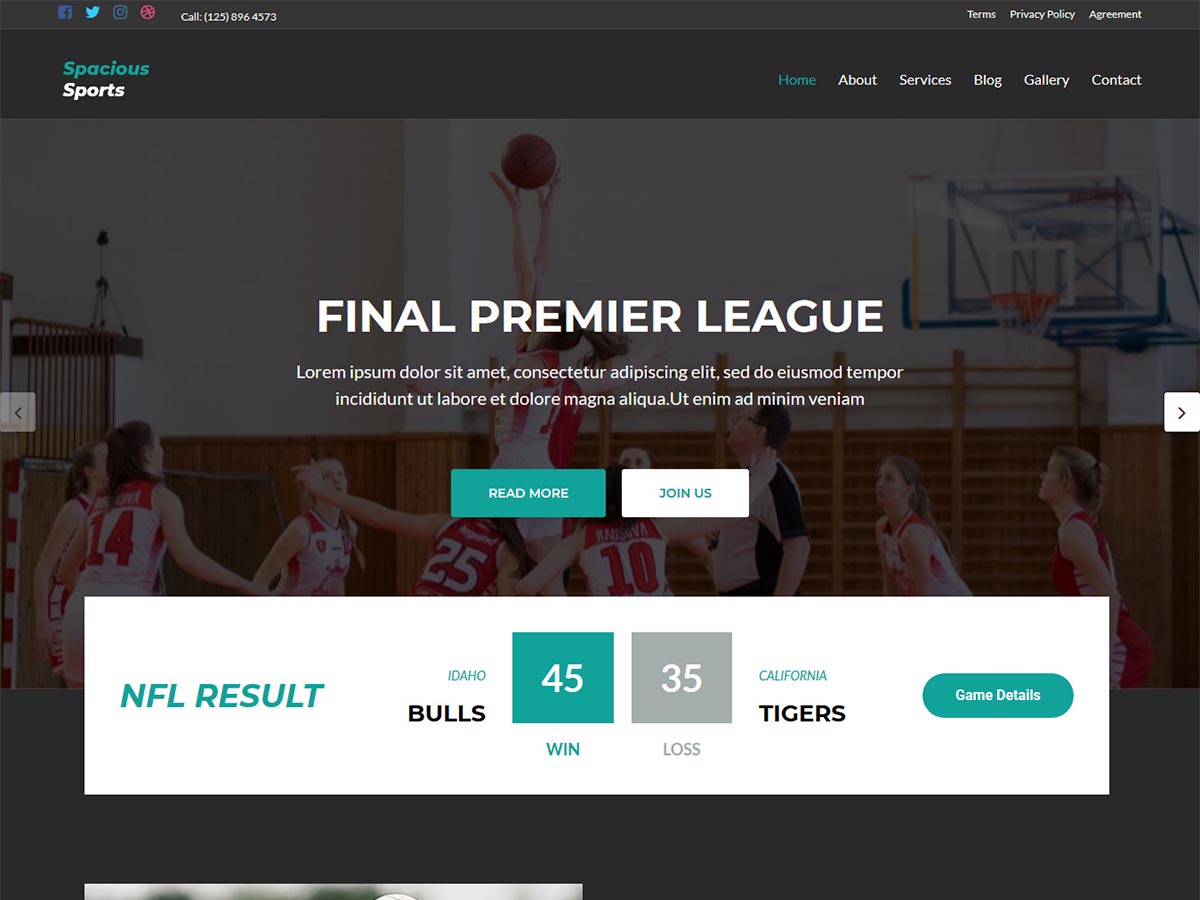 Call: (125) 896 4573
Terms Privacy Policy Agreement
Spacious
Sports
Home About Services Blog Gallery Contact
FINAL PREMIER LEAGUE
Lorem ipsum dolor sit amet, consectetur adipiscing elit, sed do eiusmod tempor
incididunt ut labore et dolore magna aliqua.Ut enim ad minim veniam
READ MORE
JOIN US
14
25
10
NFL RESULT
IDAHO
BULLS
45
WIN
35
LOSS
CALIFORNIA
TIGERS
Game Details